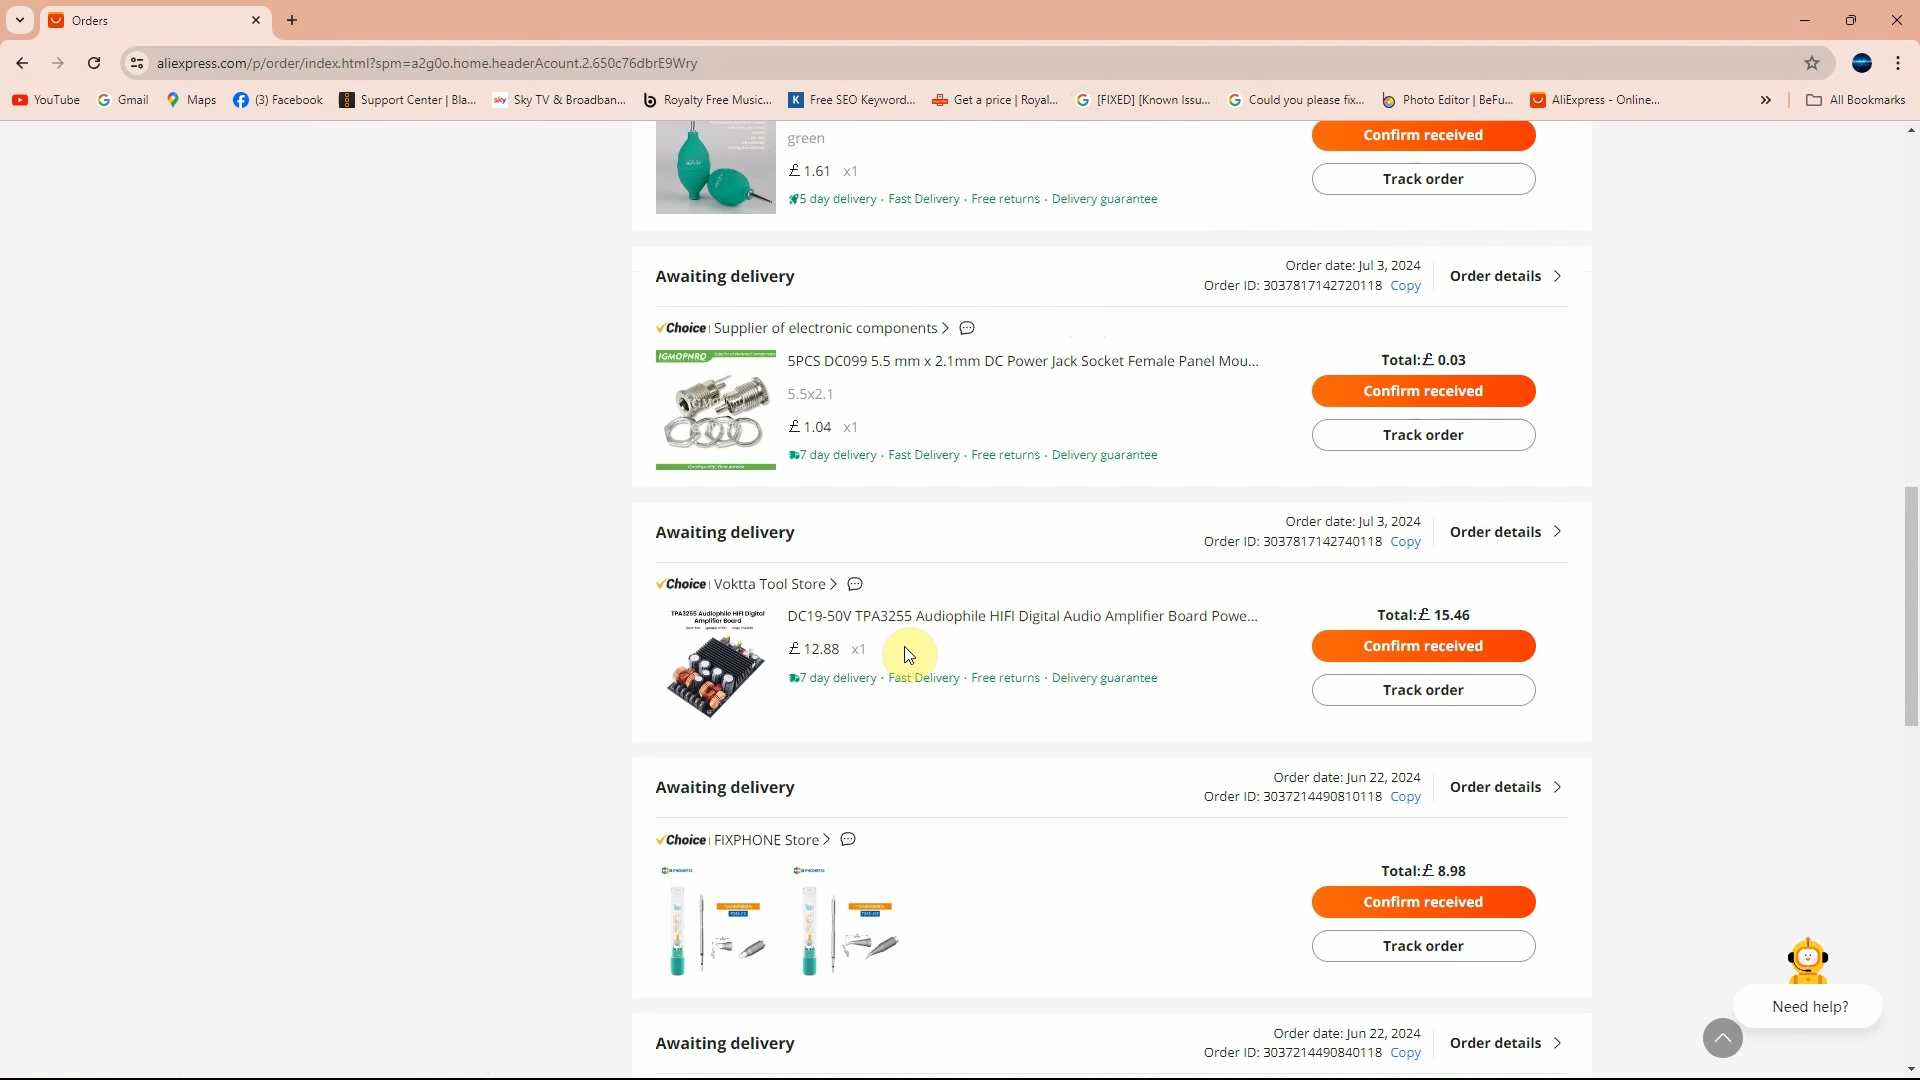 Orders
aliexpress.com/p/order/index.html?spm=a2g0o.home.headerAcount.2.650c76dbrE9Wry
YouTube Gmail Maps (3) Facebook Support Center | Bla... Sky TV & Broadban... Royalty Free Music... Free SEO Keyword... Get a price | Royal... [FIXED] [Known Issu... Could you please fix... Photo Editor | BeFu... AliExpress - Online... » All Bookmarks
Confirm received
green
£ 1.61 x1
Track order
5 day delivery · Fast Delivery · Free returns · Delivery guarantee
Awaiting delivery
Order date: Jul 3, 2024
Order ID: 3037817142720118 Copy
Order details
Choice | Supplier of electronic components
IGMOPNRQ
5PCS DC099 5.5 mm x 2.1mm DC Power Jack Socket Female Panel Mou...
Total:£ 0.03
5.5x2.1
Confirm received
£ 1.04 x1
Track order
7 day delivery · Fast Delivery · Free returns · Delivery guarantee
Awaiting delivery
Order date: Jul 3, 2024
Order ID: 3037817142740118 Copy
Order details
Choice | Voktta Tool Store
TPA3255 Audiophile HIFI Digital
Amplifier Board
DC19-50V TPA3255 Audiophile HIFI Digital Audio Amplifier Board Powe...
Total:£ 15.46
£ 12.88 x1
Confirm received
7 day delivery · Fast Delivery · Free returns · Delivery guarantee
Track order
Awaiting delivery
Order date: Jun 22, 2024
Order ID: 3037214490810118 Copy
Order details
Choice | FIXPHONE Store
Total:£ 8.98
Confirm received
Track order
Need help?
Awaiting delivery
Order date: Jun 22, 2024
Order ID: 3037214490840118 Copy
Order details